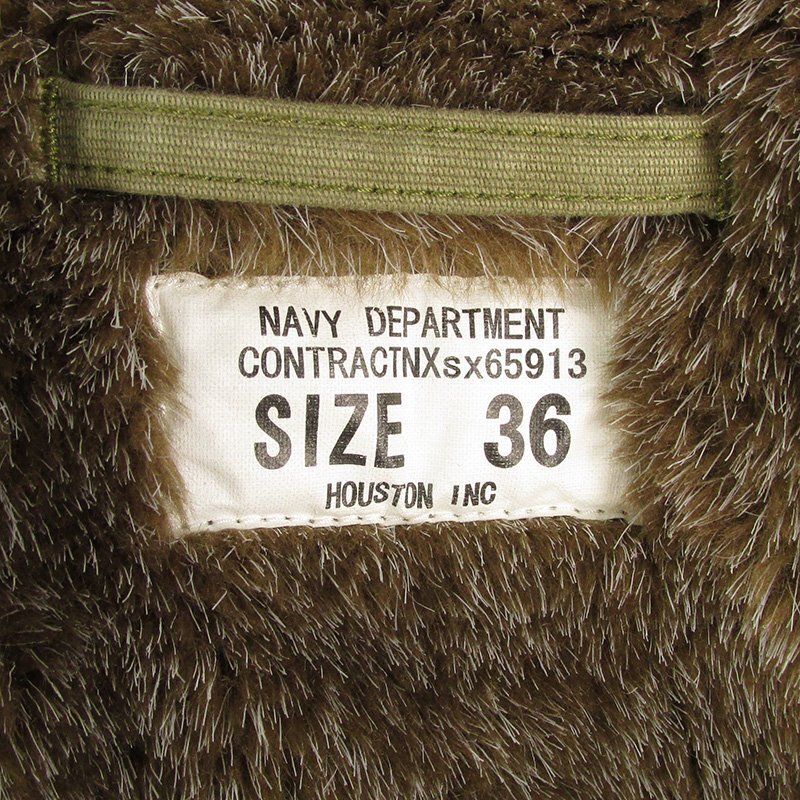 NAVY DEPARTMENT
CONTRACTNXsx65913
SIZE 36
HOUSTON INC